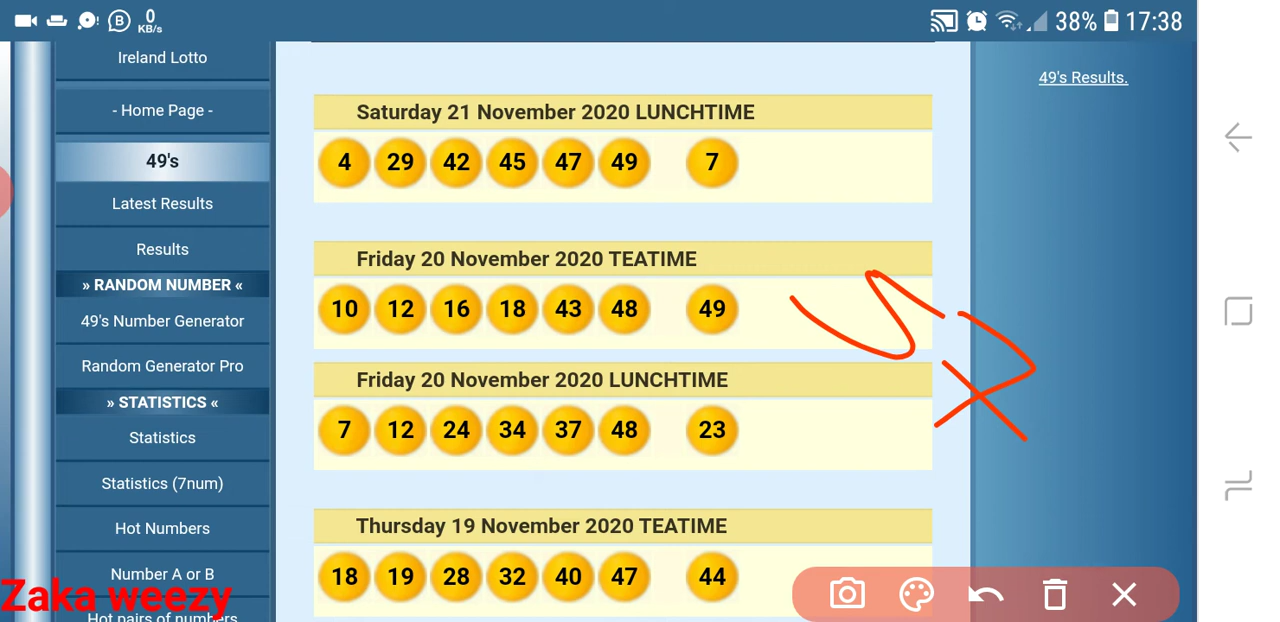 0
KB/s
38% 17:38
Ireland Lotto
- Home Page -
49's
Latest Results
Results
» RANDOM NUMBER «
49's Number Generator
Random Generator Pro
» STATISTICS «
Statistics
Statistics (7num)
Hot Numbers
Number A or B
Hot pairs of numbers
Zaka weezy
Saturday 21 November 2020 LUNCHTIME
4 29 42 45 47 49 7
Friday 20 November 2020 TEATIME
10 12 16 18 43 48 49
Friday 20 November 2020 LUNCHTIME
7 12 24 34 37 48 23
Thursday 19 November 2020 TEATIME
18 19 28 32 40 47 44
49's Results.